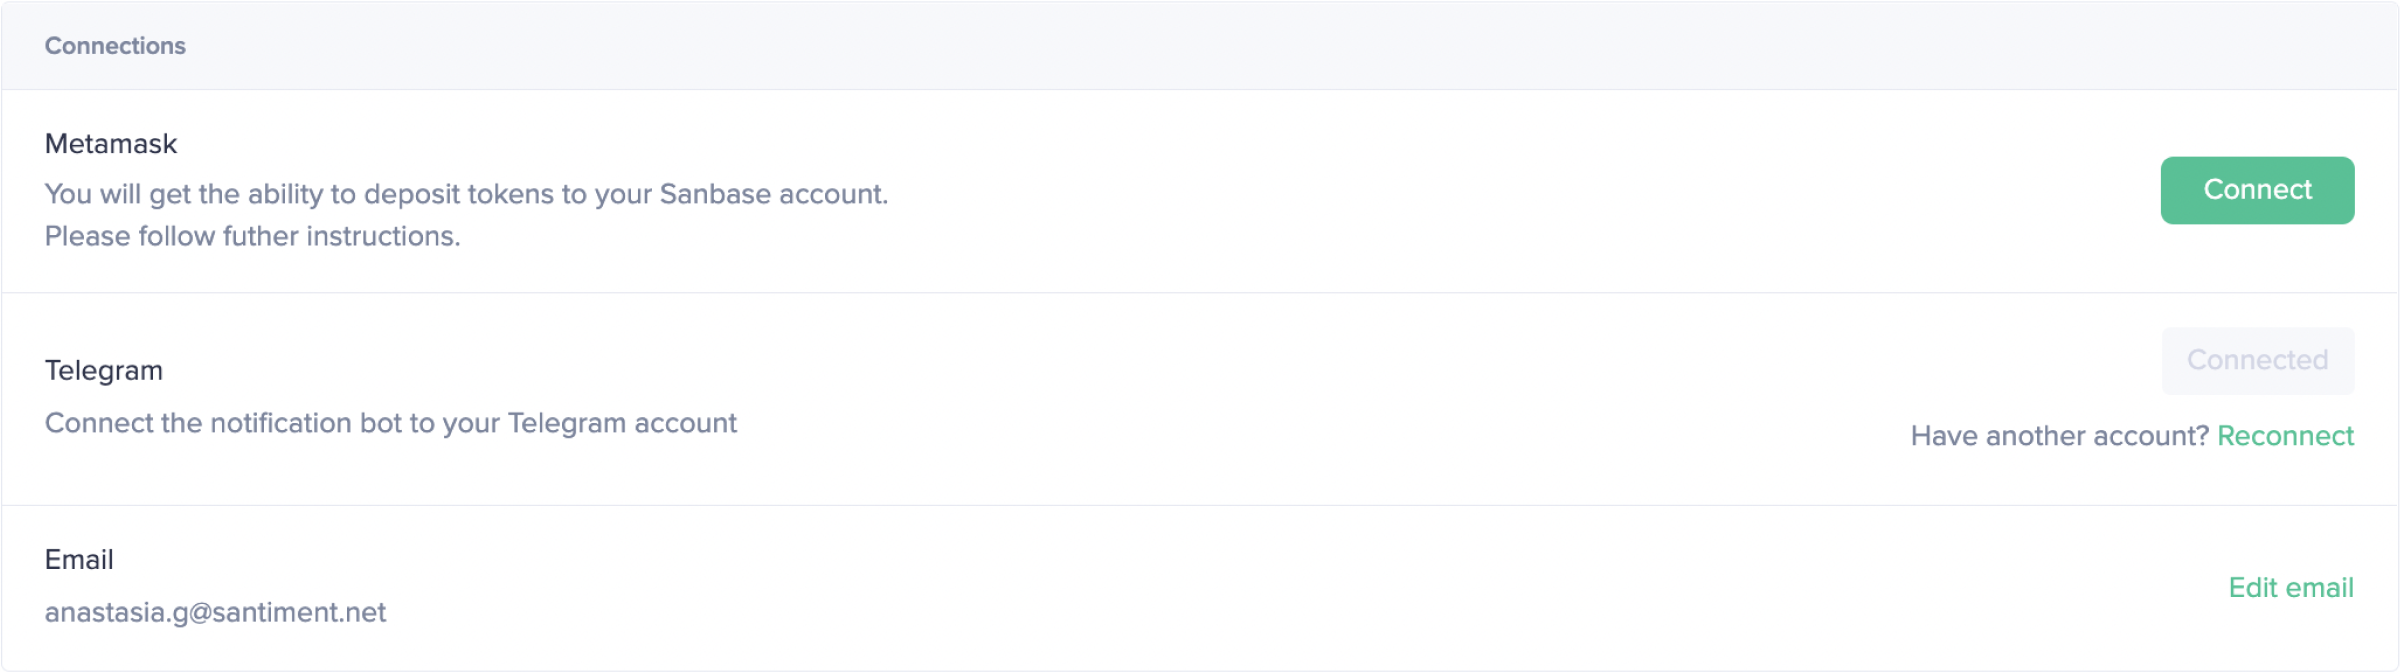 Connections
Metamask
You will get the ability to deposit tokens to your Sanbase account.
Please follow futher instructions.
Connect
Telegram
Connect the notification bot to your Telegram account
Connected
Have another account? Reconnect
Email
anastasia.g@santiment.net
Edit email